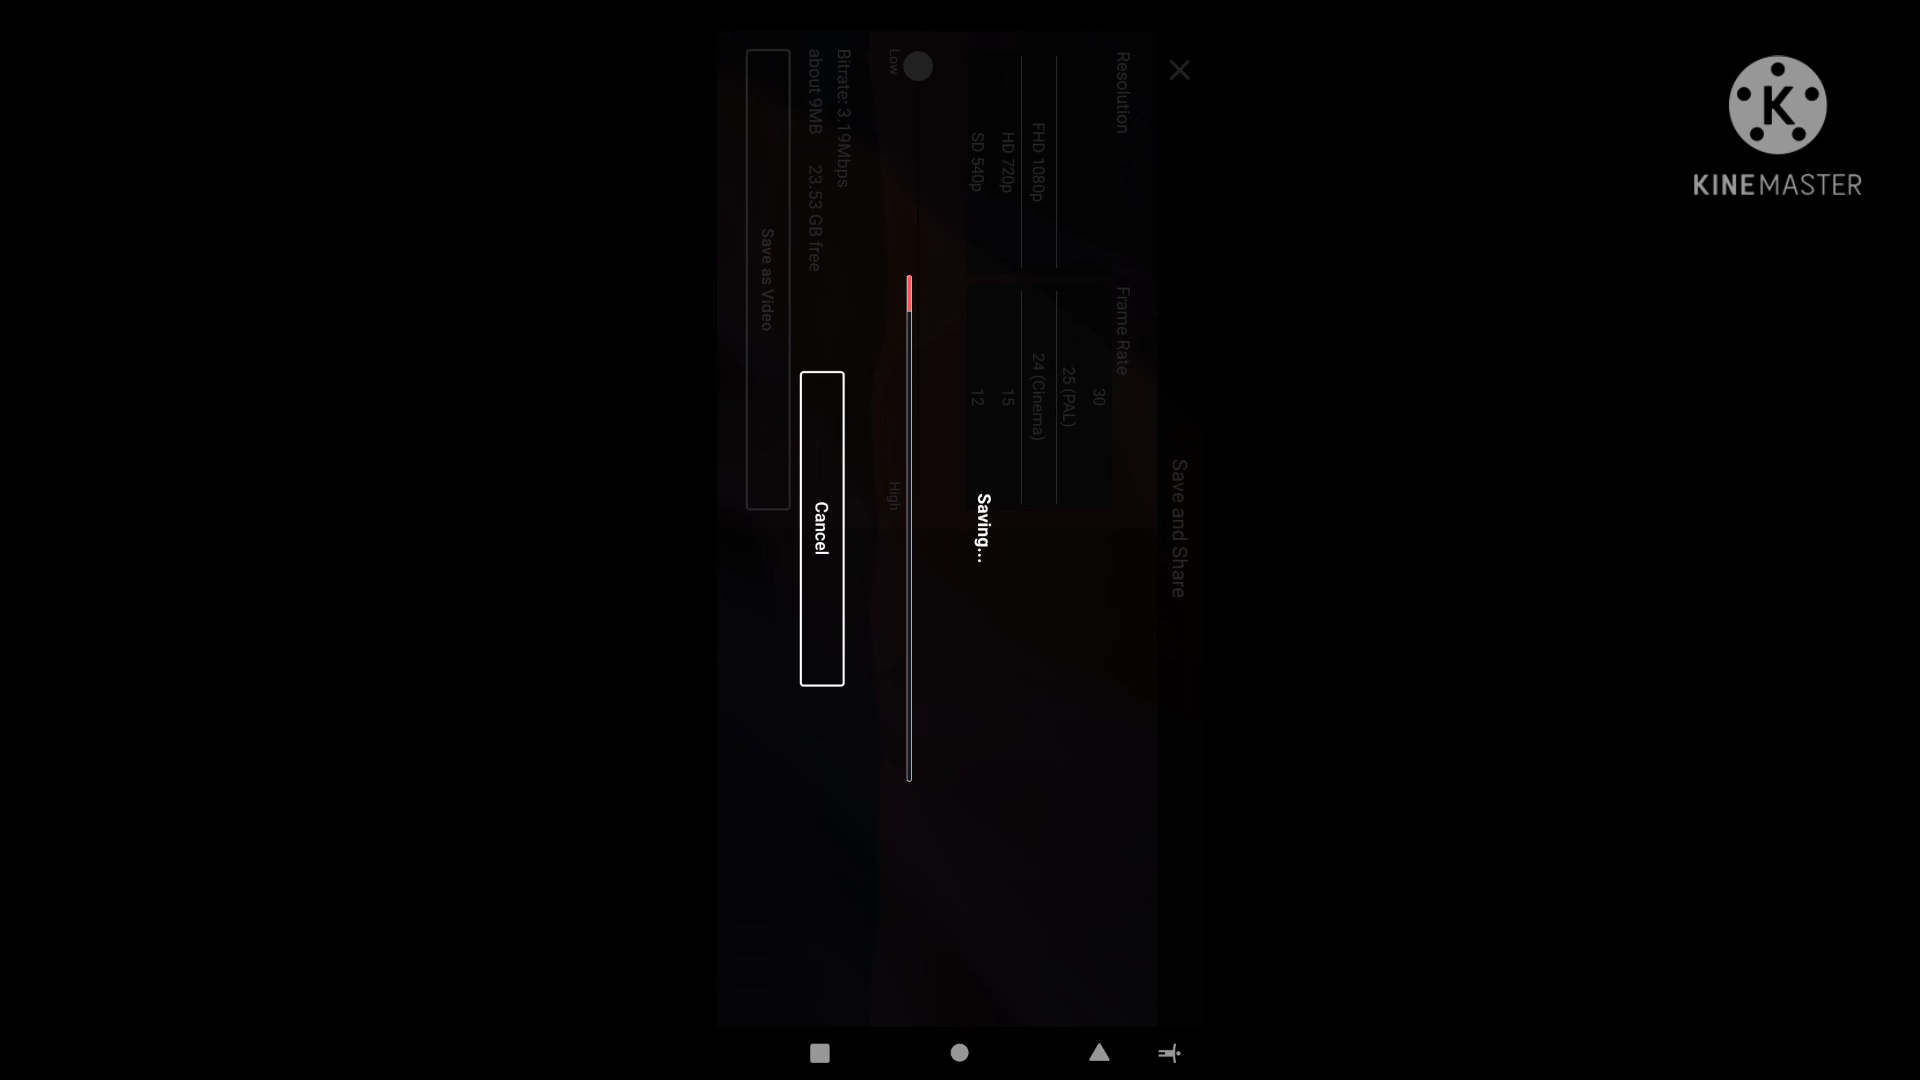 Save and Share
Resolution
FHD 1080p
HD 720p
SD 540p
Frame Rate
30
25 (PAL)
24 (Cinema)
15
12
Saving...
Low
High
Bitrate: 3.19Mbps
about 9MB 23.53 GB free
Cancel
Save as Video
K
KINEMASTER